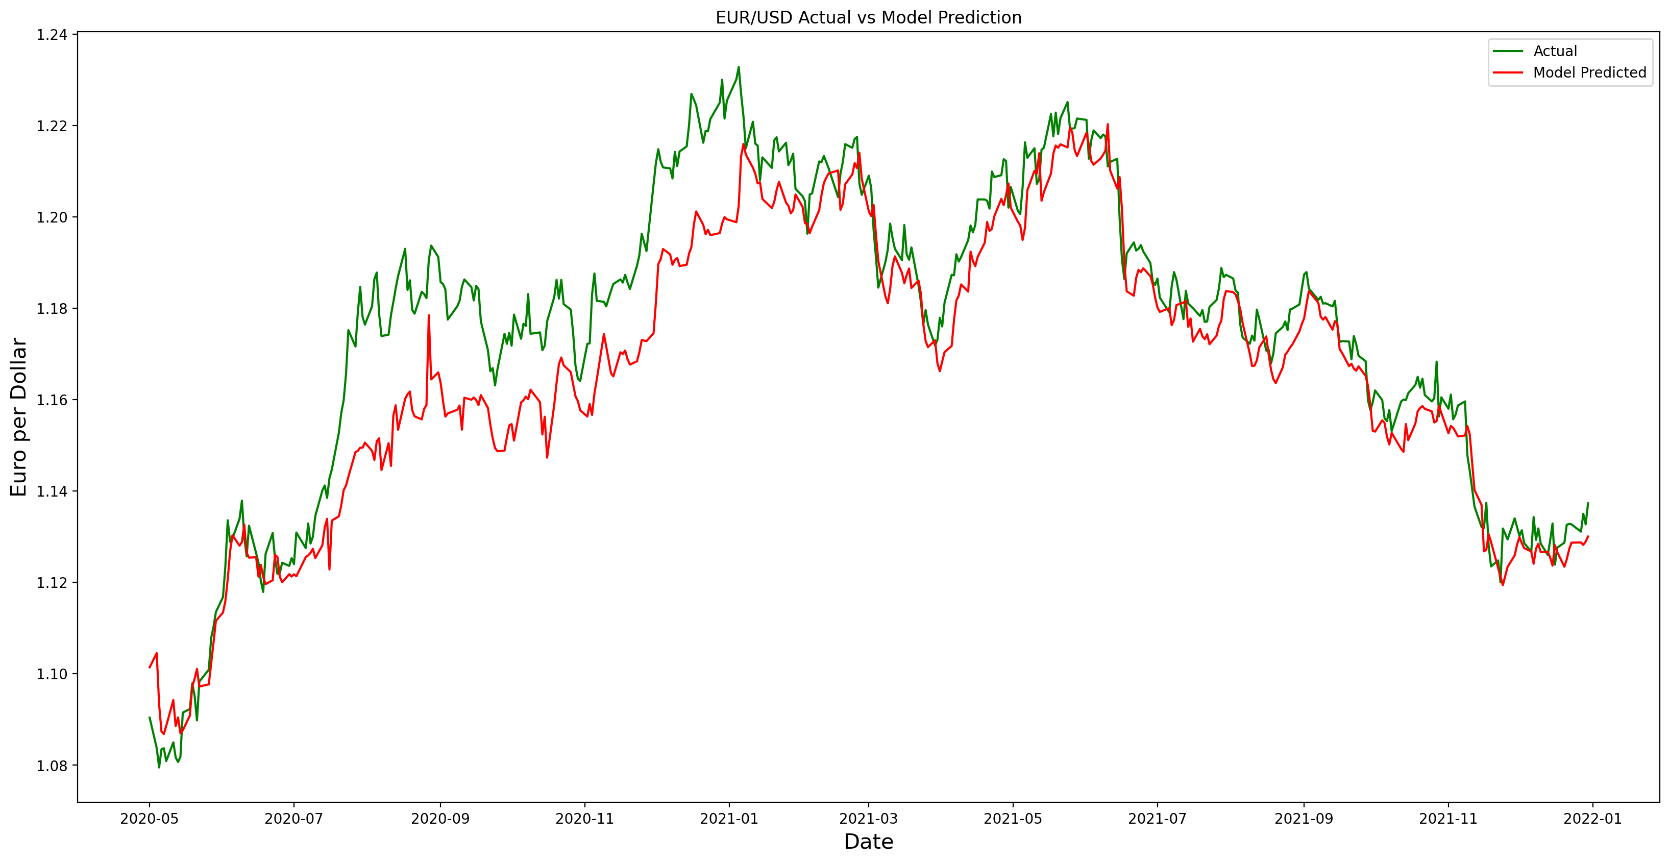 EUR/USD Actual vs Model Prediction
Actual
Model Predicted
Euro per Dollar
1.24
1.22
1.20
1.18
1.16
1.14
1.12
1.10
1.08
2020-05 2020-07 2020-09 2020-11 2021-01 2021-03 2021-05 2021-07 2021-09 2021-11 2022-01
Date